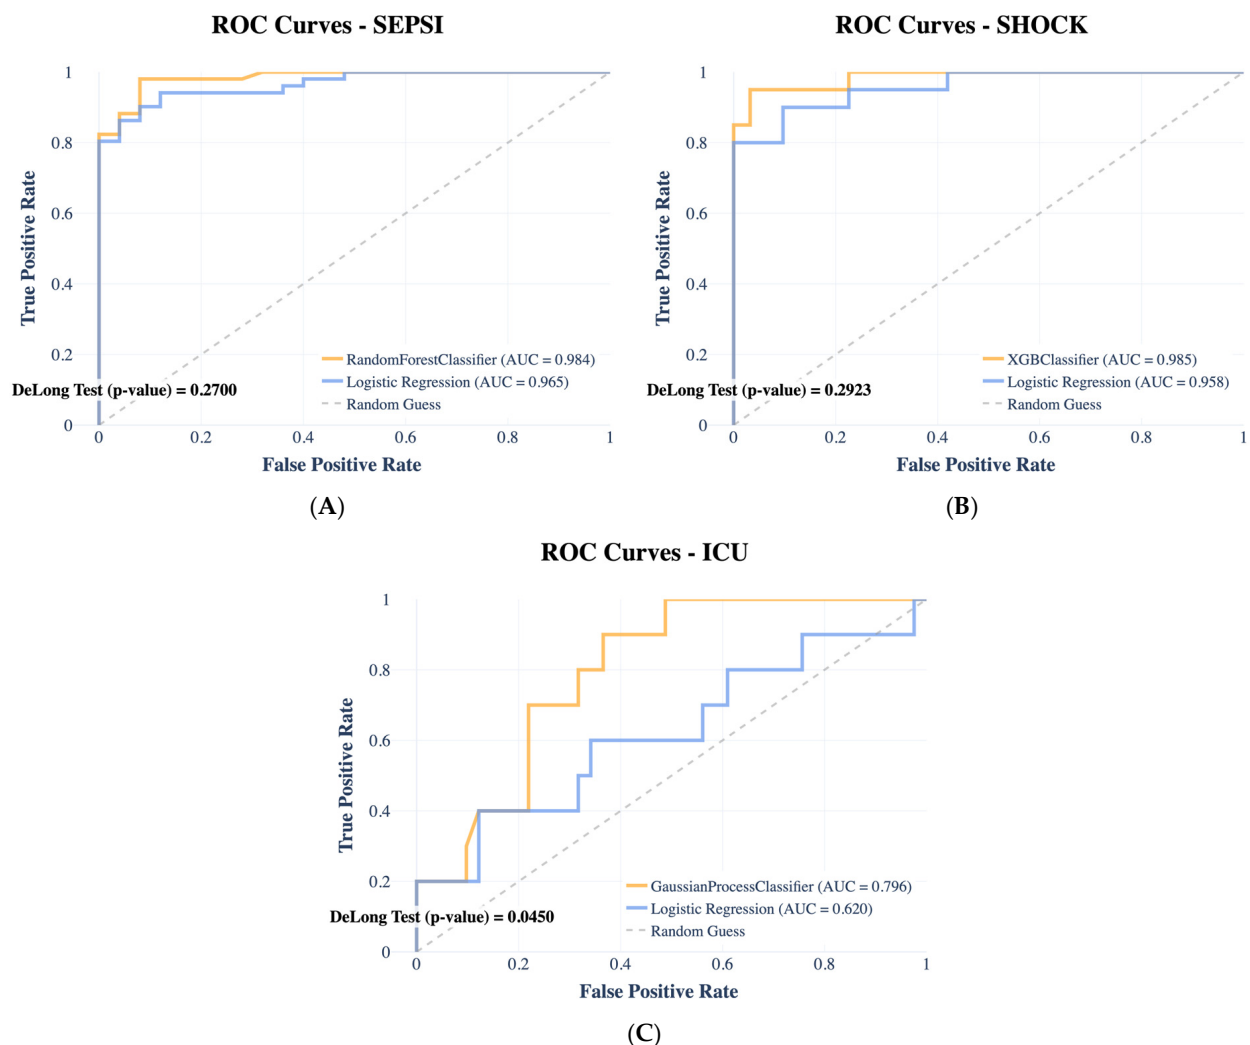 ROC Curves - SEPSI
1
0.8
0.6
0.4
0.2
0
True Positive Rate
RandomForestClassifier (AUC = 0.984)
Logistic Regression (AUC = 0.965)
Random Guess
DeLong Test (p-value) = 0.2700
0
0.2
0.4
0.6
0.8
1
False Positive Rate
(A)
ROC Curves - SHOCK
1
0.8
0.6
0.4
0.2
0
True Positive Rate
XGBClassifier (AUC = 0.985)
Logistic Regression (AUC = 0.958)
Random Guess
DeLong Test (p-value) = 0.2923
0
0.2
0.4
0.6
0.8
1
False Positive Rate
(B)
ROC Curves - ICU
1
0.8
0.6
0.4
0.2
0
True Positive Rate
GaussianProcessClassifier (AUC = 0.796)
Logistic Regression (AUC = 0.620)
Random Guess
DeLong Test (p-value) = 0.0450
0
0.2
0.4
0.6
0.8
1
False Positive Rate
(C)